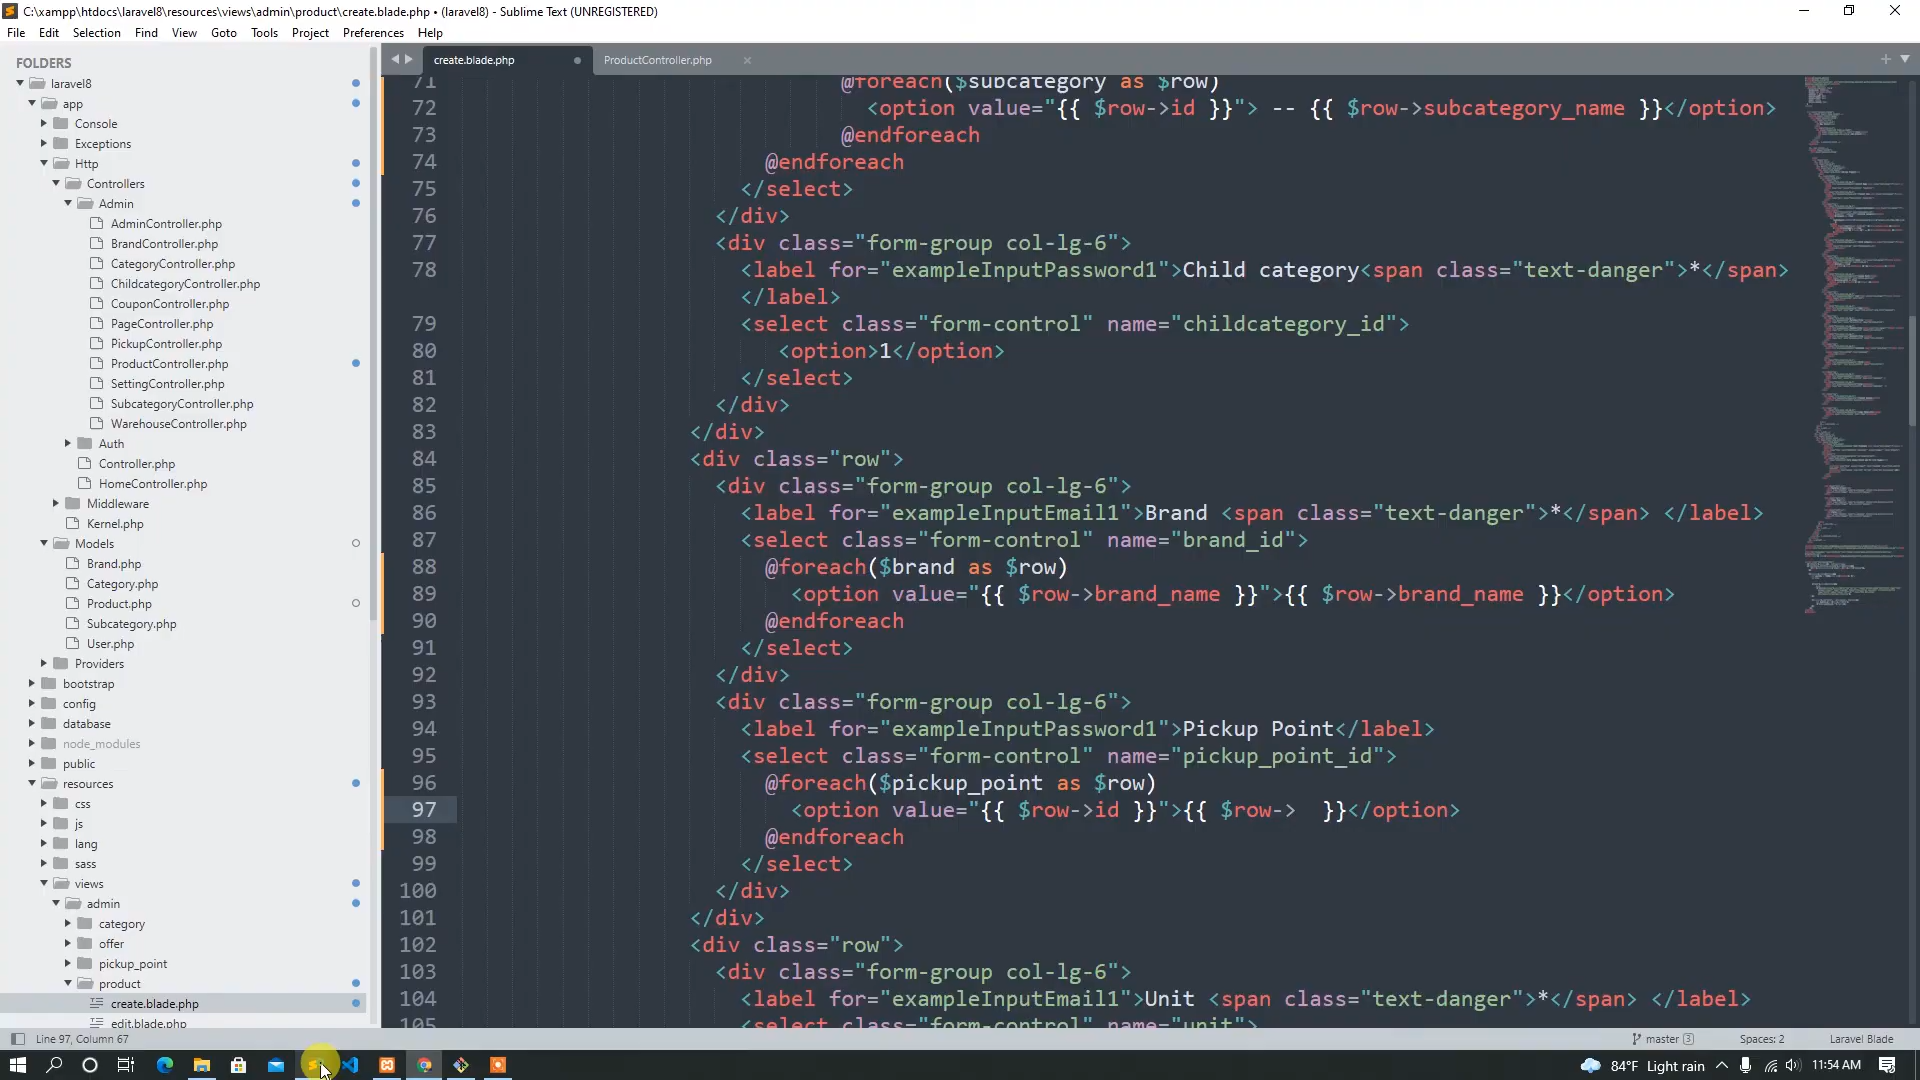 C:\xampp\htdocs\laravel8\resources\views\admin\product\create.blade.php • (laravel8) - Sublime Text (UNREGISTERED)
File Edit Selection Find View Goto Tools Project Preferences Help
FOLDERS
laravel8
app
Console
Exceptions
Http
Controllers
Admin
AdminController.php
BrandController.php
CategoryController.php
ChildcategoryController.php
CouponController.php
PageController.php
PickupController.php
ProductController.php
SettingController.php
SubcategoryController.php
WarehouseController.php
Auth
Controller.php
HomeController.php
Middleware
Kernel.php
Models
Brand.php
Category.php
Product.php
Subcategory.php
User.php
Providers
bootstrap
config
database
node_modules
public
resources
css
js
lang
sass
views
admin
category
offer
pickup_point
product
create.blade.php
edit.blade.php
create.blade.php ProductController.php
71 @foreach($subcategory as $row)
72 <option value="{{ $row->id }}"> -- {{ $row->subcategory_name }}</option>
73 @endforeach
74 @endforeach
75 </select>
76 </div>
77 <div class="form-group col-lg-6">
78 <label for="exampleInputPassword1">Child category<span class="text-danger">*</span>
</label>
79 <select class="form-control" name="childcategory_id">
80 <option>1</option>
81 </select>
82 </div>
83 </div>
84 <div class="row">
85 <div class="form-group col-lg-6">
86 <label for="exampleInputEmail1">Brand <span class="text-danger">*</span> </label>
87 <select class="form-control" name="brand_id">
88 @foreach($brand as $row)
89 <option value="{{ $row->brand_name }}">{{ $row->brand_name }}</option>
90 @endforeach
91 </select>
92 </div>
93 <div class="form-group col-lg-6">
94 <label for="exampleInputPassword1">Pickup Point</label>
95 <select class="form-control" name="pickup_point_id">
96 @foreach($pickup_point as $row)
97 <option value="{{ $row->id }}">{{ $row->  }}</option>
98 @endforeach
99 </select>
100 </div>
101 </div>
102 <div class="row">
103 <div class="form-group col-lg-6">
104 <label for="exampleInputEmail1">Unit <span class="text-danger">*</span> </label>
105 <select class="form-control" name="unit">
Line 97, Column 67
master 3 Spaces: 2 Laravel Blade
84°F Light rain 11:54 AM